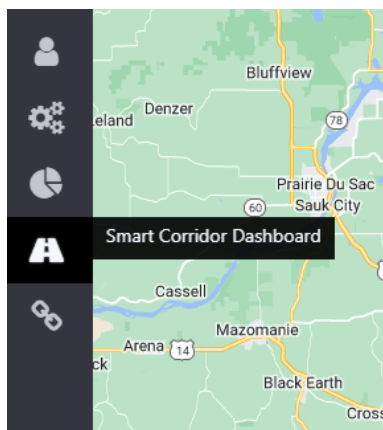 Bluffview
Denzer
eland
78
Prairie Du Sac
60
Sauk City
Smart Corridor Dashboard
Cassell
Mazomanie
Arena
14
ck
Black Earth
Cross